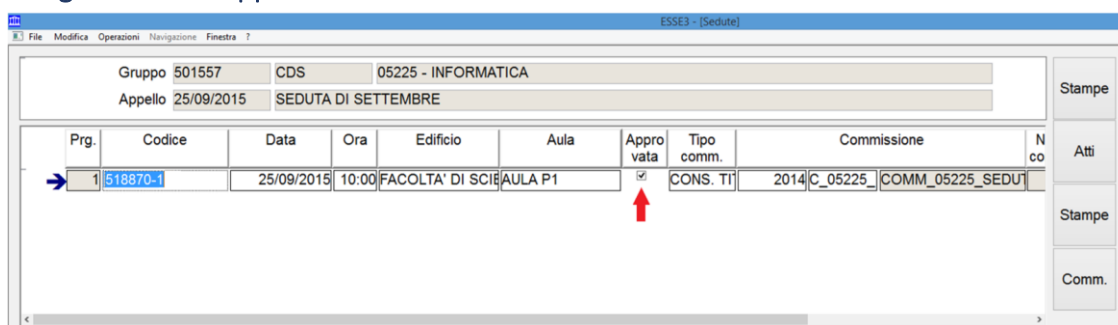 ESSE3 - [Sedute]
File Modifica Operazioni Navigazione Finestra ?
Gruppo 501557 CDS 05225 - INFORMATICA
Appello 25/09/2015 SEDUTA DI SETTEMBRE
Stampe
Prg. Codice Data Ora Edificio Aula Appro vata Tipo comm. Commissione N co
Atti
1 518870-1 25/09/2015 10:00 FACOLTA' DI SCIE AULA P1 CONS. TIT 2014 C_05225_ COMM_05225_SEDUT
Stampe
Comm.